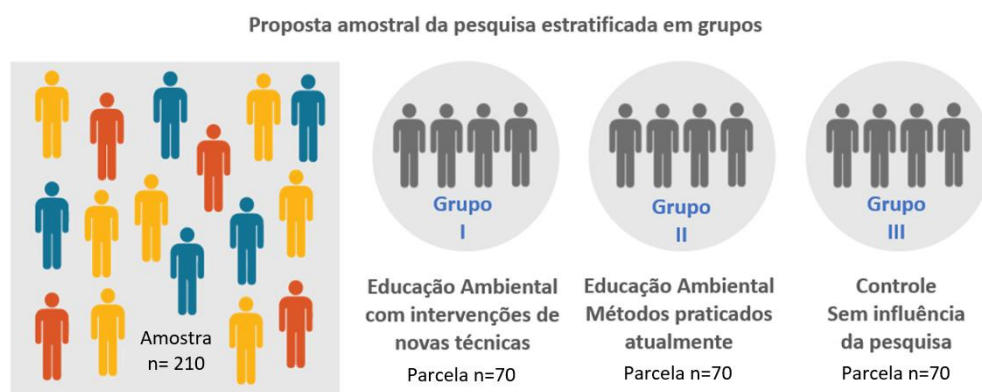 Proposta amostral da pesquisa estratificada em grupos
Amostra
n= 210
Grupo
I
Educação Ambiental
com intervenções de
novas técnicas
Parcela n=70
Grupo
II
Educação Ambiental
Métodos praticados
atualmente
Parcela n=70
Grupo
III
Controle
Sem influência
da pesquisa
Parcela n=70